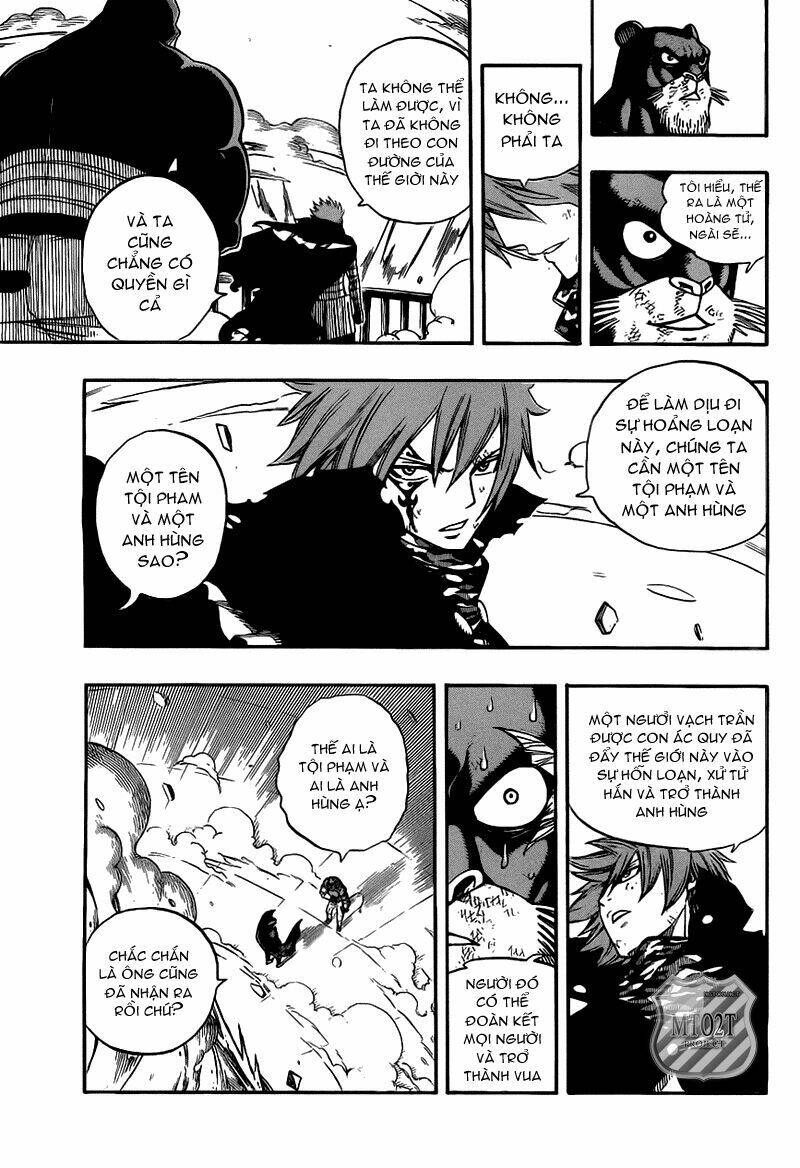 TÔI HIỂU, THẾ
RA LÀ MỘT
HOÀNG TỬ,
NGÀI SẼ...
KHÔNG...
KHÔNG
PHẢI TA
TA KHÔNG THỂ
LÀM ĐƯỢC, VÌ
TA ĐÃ KHÔNG
ĐI THEO CON
ĐƯỜNG CỦA
THẾ GIỚI NÀY
VÀ TA
CŨNG
CHẲNG CÓ
QUYỀN GÌ
CẢ
ĐỂ LÀM DỊU ĐI
SỰ HOẢNG LOẠN
NÀY, CHÚNG TA
CẦN MỘT TÊN
TỘI PHẠM VÀ
MỘT ANH HÙNG
MỘT TÊN
TỘI PHAM
VÀ MỘT
ANH HÙNG
SAO?
MỘT NGƯỞI VẠCH TRẦN
ĐƯỢC CON ÁC QUY ĐÃ
ĐẨY THẾ GIỚI NÀY VÀO
SỰ HỖN LOẠN, XỬ TỬ
HẮN VÀ TRỞ THÀNH
ANH HÙNG
NGƯỜI ĐÓ
CÓ THỂ
ĐOÀN KẾT
MỌI NGƯỜI
VÀ TRỞ
THÀNH VUA
THẾ AI LÀ
TỘI PHẠM VÀ
AI LÀ ANH
HÙNG Ạ?
CHẮC CHẮN
LÀ ÔNG CŨNG
ĐÃ NHẬN RA
RỒI CHỨ?
MTO2T
PROJECT